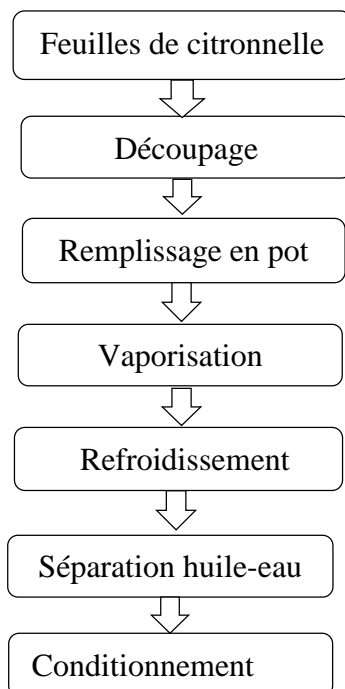 Feuilles de citronnelle
Découpage
Remplissage en pot
Vaporisation
Refroidissement
Séparation huile-eau
Conditionnement